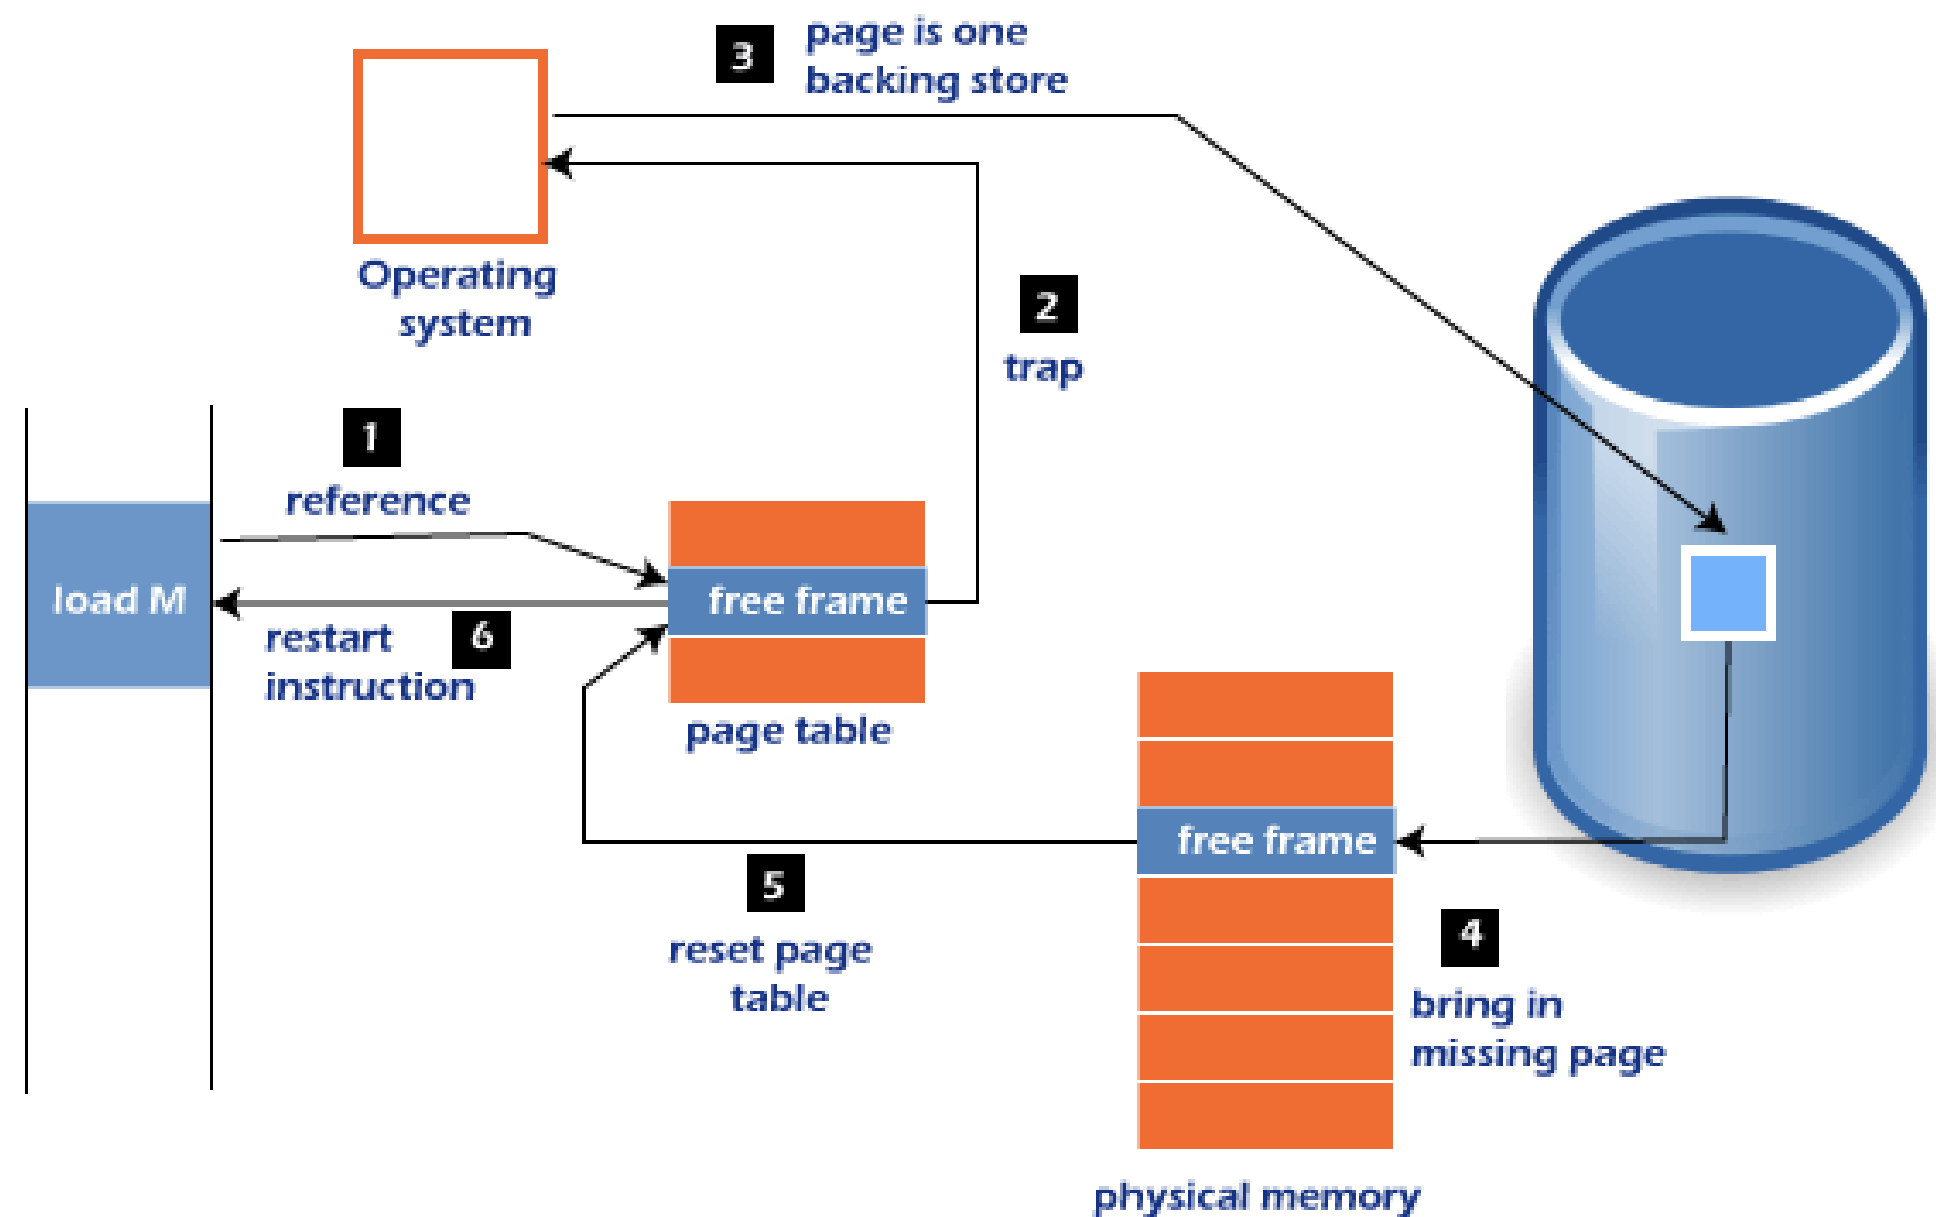 3
page is one
backing store
Operating
system
2
trap
1
reference
load M
free frame
restart
instruction
6
page table
free frame
5
reset page
table
4
bring in
missing page
physical memory